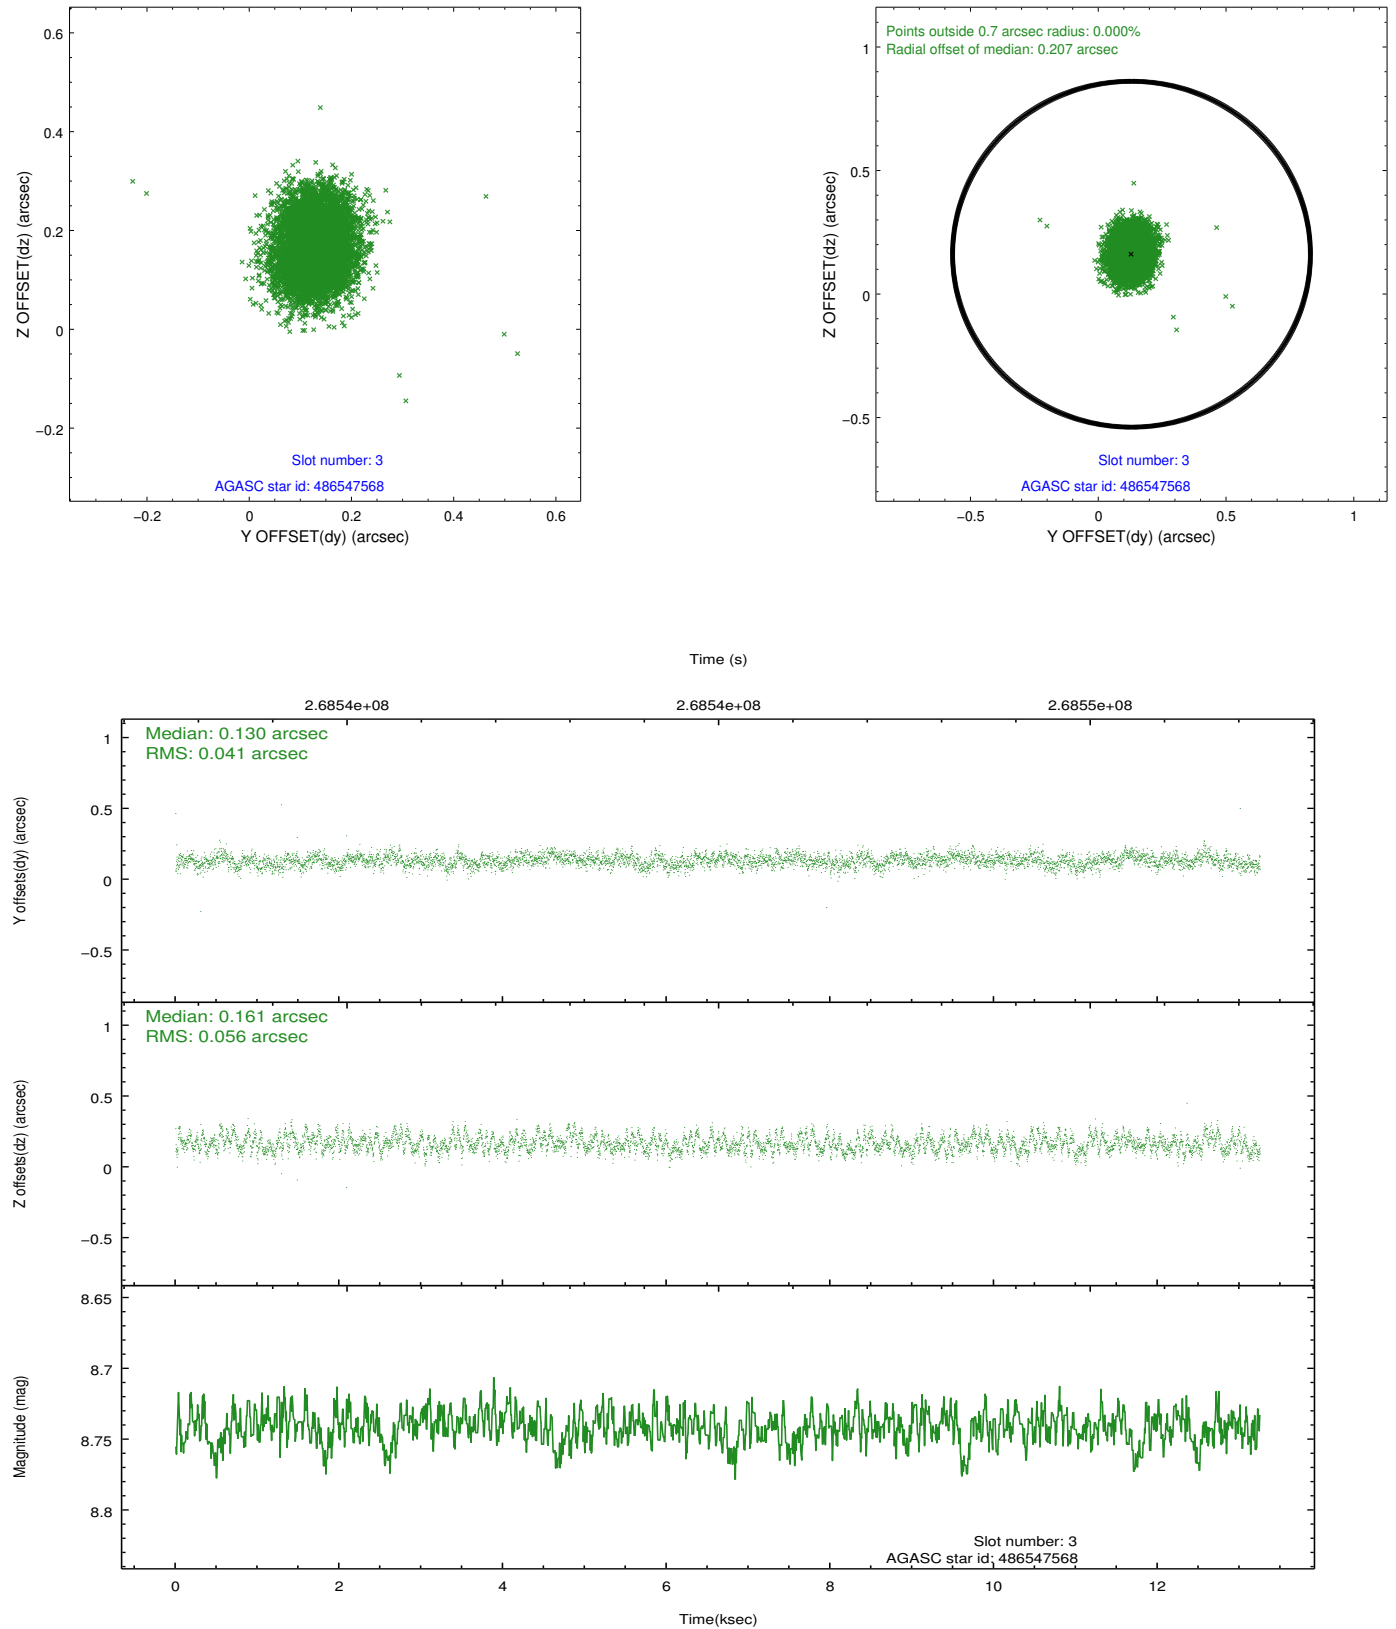 0.6
0.4
0.2
0
−0.2
Z OFFSET(dz) (arcsec)
−0.2 0 0.2 0.4 0.6
Y OFFSET(dy) (arcsec)
Slot number: 3
AGASC star id: 486547568
Points outside 0.7 arcsec radius: 0.000%
Radial offset of median: 0.207 arcsec
1
0.5
0
−0.5
Z OFFSET(dz) (arcsec)
Slot number: 3
AGASC star id: 486547568
−0.5 0 0.5 1
Y OFFSET(dy) (arcsec)
Time (s)
2.6854e+08 2.6854e+08 2.6855e+08
Median: 0.130 arcsec
RMS: 0.041 arcsec
1
0.5
0
−0.5
Y offsets(dy) (arcsec)
Median: 0.161 arcsec
RMS: 0.056 arcsec
1
0.5
0
−0.5
Z offsets(dz) (arcsec)
8.65
8.7
8.75
8.8
Magnitude (mag)
Slot number: 3
AGASC star id: 486547568
0 2 4 6 8 10 12
Time(ksec)